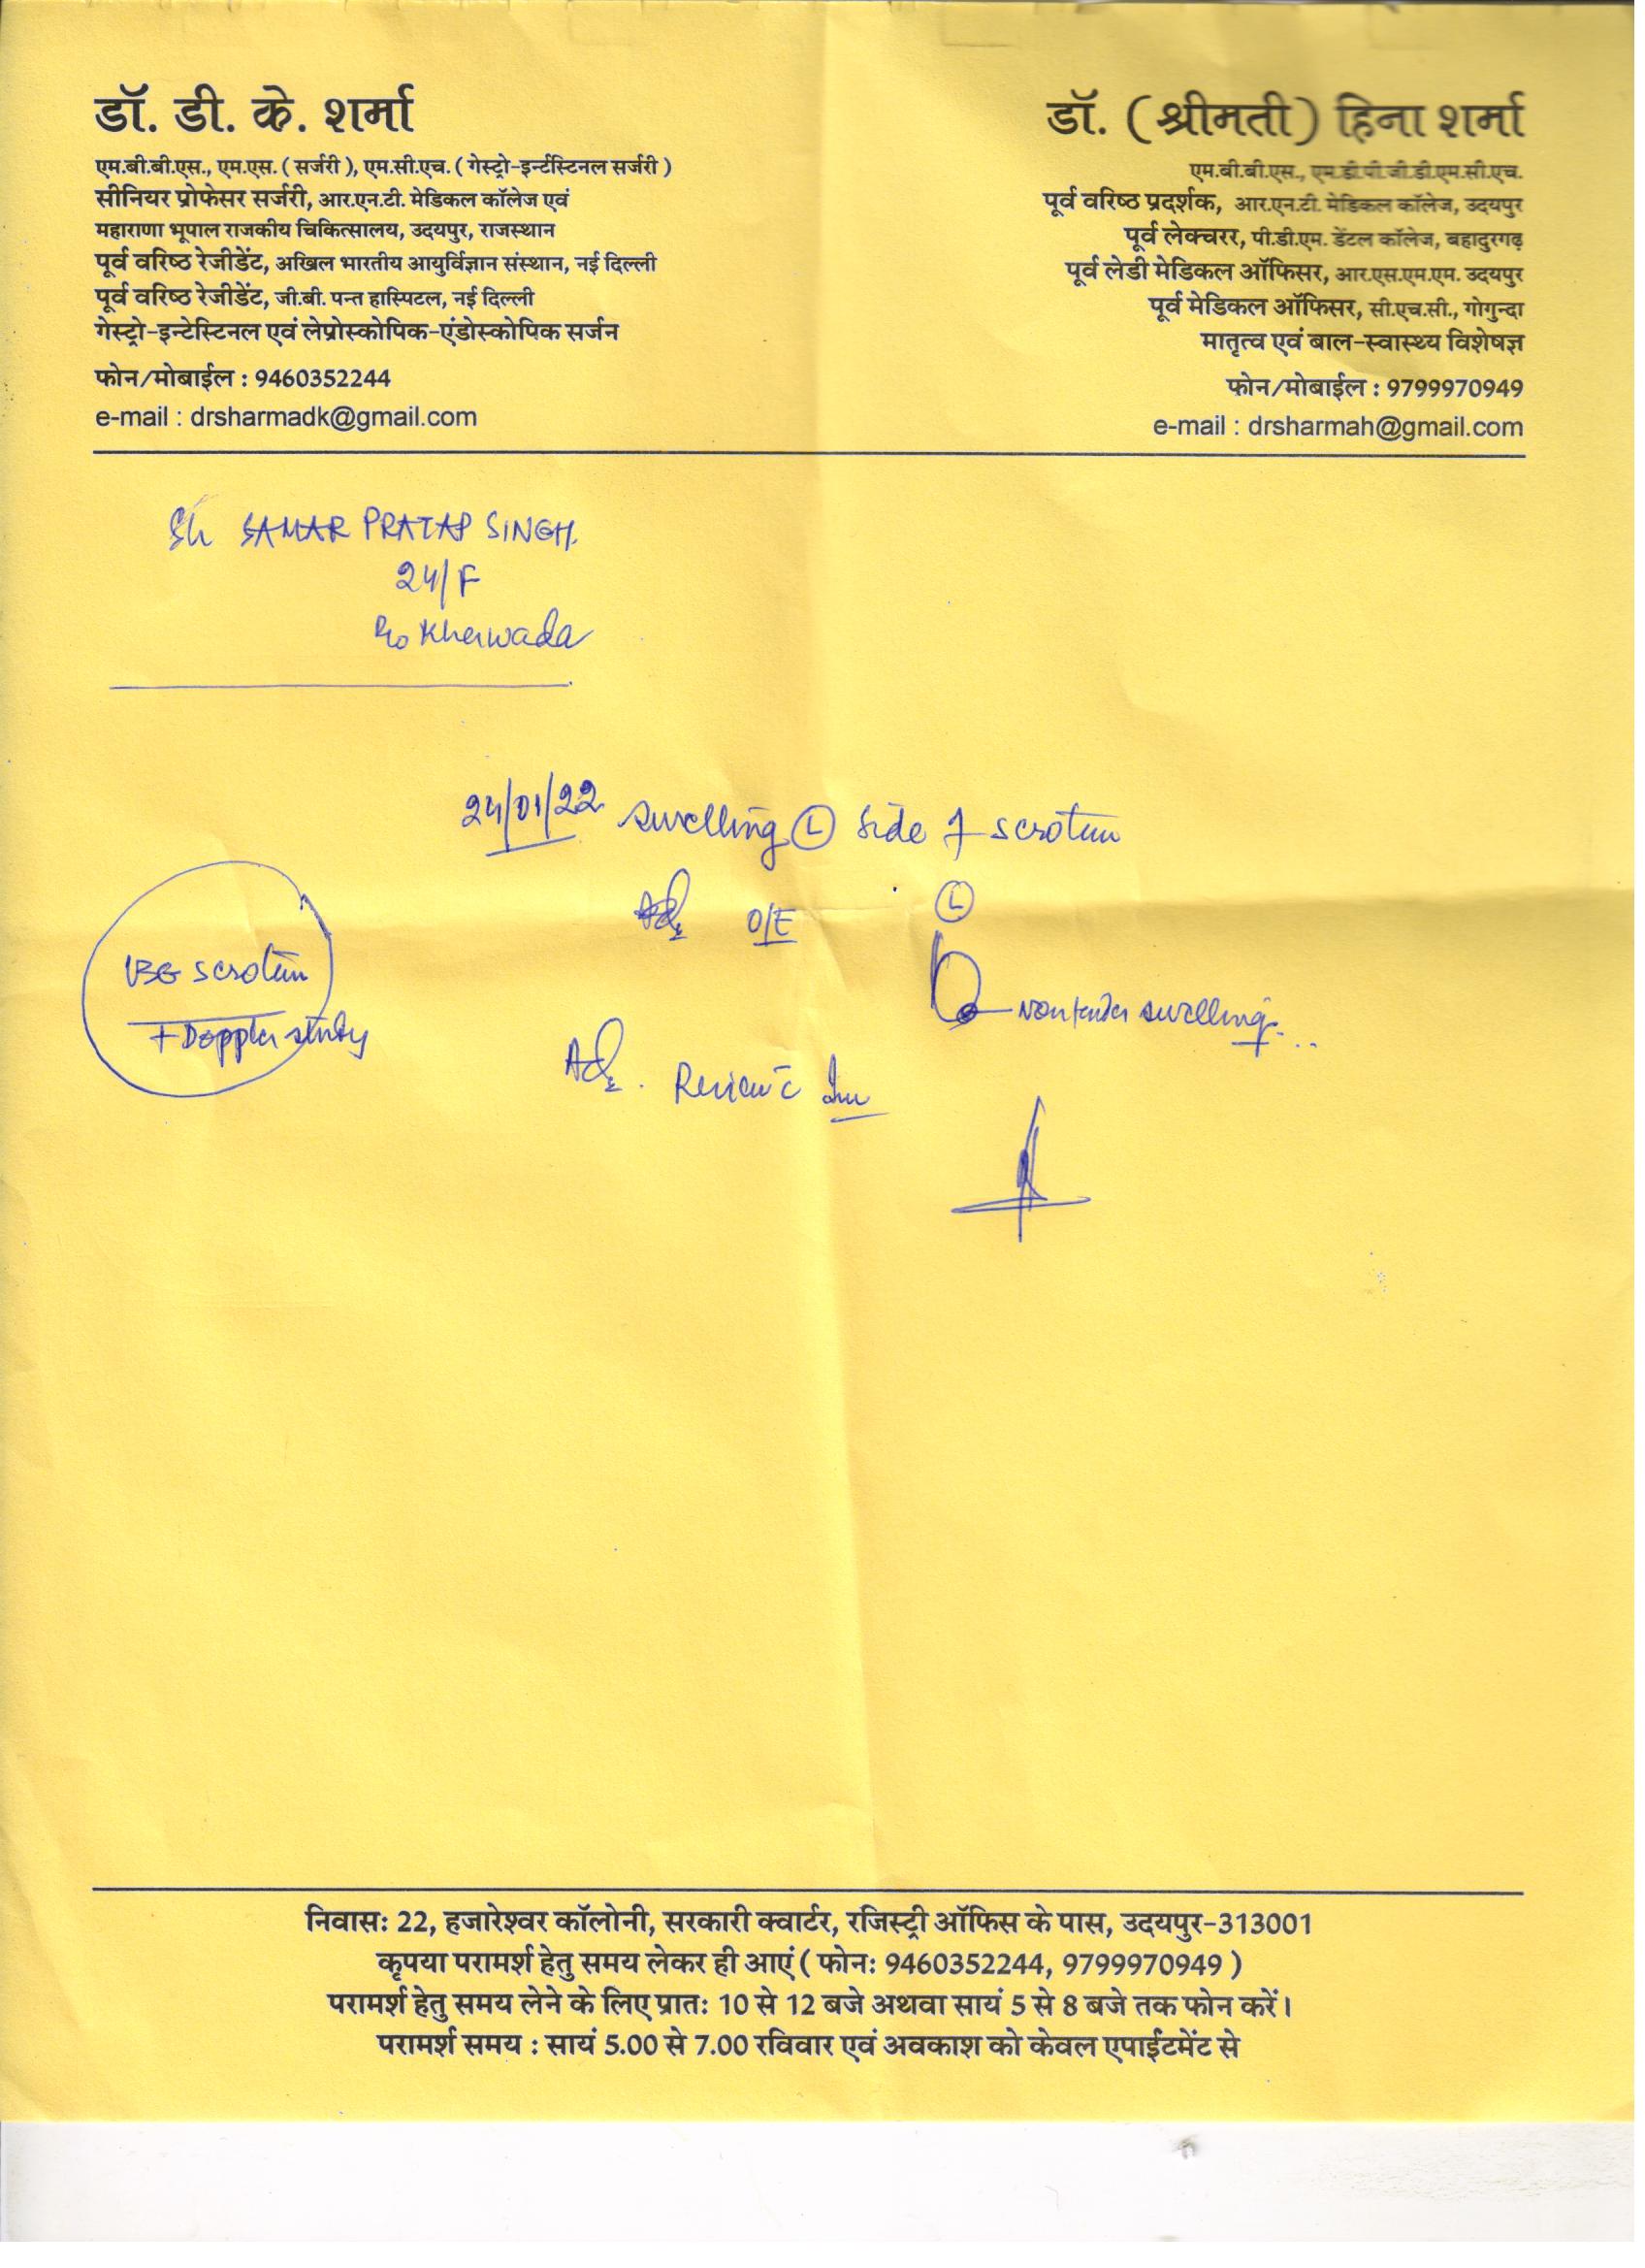 डॉ. डी. के. शर्मा
एम.बी.बी.एस., एम.एस. ( सर्जरी ), एम.सी.एच. ( गेस्ट्रो-इन्टेंस्टिनल सर्जरी )
सीनियर प्रोफेसर सर्जरी, आर.एन.टी. मेडिकल कॉलेज एवं
महाराणा भूपाल राजकीय चिकित्सालय, उदयपुर, राजस्थान
पूर्व वरिष्ठ रेजीडेंट, अखिल भारतीय आयुर्विज्ञान संस्थान, नई दिल्ली
पूर्व वरिष्ठ रेजीडेंट, जी.बी. पन्त हास्पिटल, नई दिल्ली
गेस्ट्रो-इन्टेस्टिनल एवं लेप्रोस्कोपिक-एंडोस्कोपिक सर्जन
फोन/मोबाईल : 9460352244
e-mail : drsharmadk@gmail.com
डॉ. ( श्रीमती ) हिना शर्मा
एम.बी.बी.एस.,
पूर्व वरिष्ठ प्रदर्शक, आर.एन.टी. मेडिकल कॉलेज, उदयपुर
पूर्व लेक्चरर, पी.डी.एम. डेंटल कॉलेज, बहादुरगढ़
पूर्व लेडी मेडिकल ऑफिसर, आर.एस.एम.एम. उदयपुर
पूर्व मेडिकल ऑफिसर, सी.एच.सी., गोगुन्दा
मातृत्व एवं बाल-स्वास्थ्य विशेषज्ञ
फोन/मोबाईल : 9799970949
e-mail : drsharmah@gmail.com
Sh SAMAR PRATAP SINGH.
24/F
R/o Kherwada
24/01/22 swelling (L) side of scrotum
O/E (L)
USG scrotum
+ Doppler study
Non tender swelling
Adv. Review c̄
निवासः 22, हजारेश्वर कॉलोनी, सरकारी क्वार्टर, रजिस्ट्री ऑफिस के पास, उदयपुर-313001
कृपया परामर्श हेतु समय लेकर ही आएं ( फोनः 9460352244, 9799970949 )
परामर्श हेतु समय लेने के लिए प्रातः 10 से 12 बजे अथवा सायं 5 से 8 बजे तक फोन करें।
परामर्श समय : सायं 5.00 से 7.00 रविवार एवं अवकाश को केवल एपाईंटमेंट से